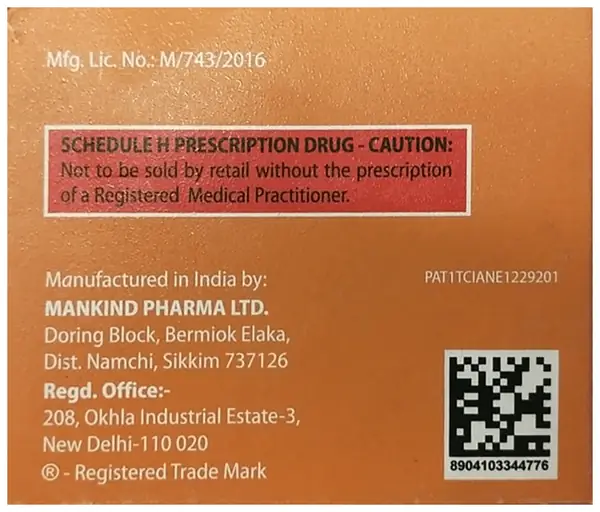 Mfg. Lic. No.: M/743/2016
SCHEDULE H PRESCRIPTION DRUG - CAUTION:
Not to be sold by retail without the prescription
of a Registered Medical Practitioner.
Manufactured in India by:
MANKIND PHARMA LTD.
Doring Block, Bermiok Elaka,
Dist. Namchi, Sikkim 737126
Regd. Office:-
208, Okhla Industrial Estate-3,
New Delhi-110 020
® - Registered Trade Mark
PAT1TCIANE1229201
8904103344776